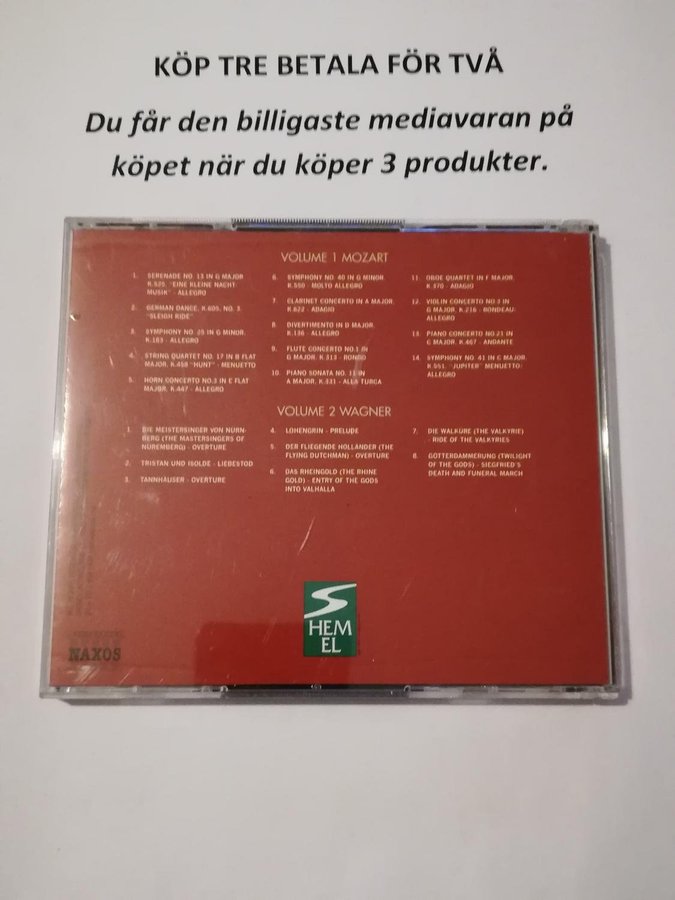 KÖP TRE BETALA FÖR TVÅ
Du får den billigaste mediavaran på
köpet när du köper 3 produkter.
VOLUME 1 MOZART
1. SERENADE NO. 13 IN G MAJOR
K.525, "EINE KLEINE NACHT
MUSIK" - ALLEGRO
2. GERMAN DANCE, K.605, NO. 3,
"SLEIGH RIDE"
3. SYMPHONY NO. 25 IN G MINOR,
K.183 - ALLEGRO
4. STRING QUARTET NO. 17 IN B FLAT
MAJOR, K.458 "HUNT" - MENUETTO
5. HORN CONCERTO NO.3 IN E FLAT
MAJOR, K.447 - ALLEGRO
6. SYMPHONY NO. 40 IN G MINOR,
K.550 - MOLTO ALLEGRO
7. CLARINET CONCERTO IN A MAJOR,
K.622 - ADAGIO
8. DIVERTIMENTO IN D MAJOR,
K.136 - ALLEGRO
9. FLUTE CONCERTO NO.1 IN
G MAJOR, K.313 - RONDO
10. PIANO SONATA NO. 11 IN
A MAJOR, K.331 - ALLA TURCA
11. OBOE QUARTET IN F MAJOR,
K.370 - ADAGIO
12. VIOLIN CONCERTO NO.3 IN
G MAJOR, K.216 - RONDEAU:
ALLEGRO
13. PIANO CONCERTO NO.21 IN
C MAJOR, K.467 - ANDANTE
14. SYMPHONY NO. 41 IN C MAJOR,
K.551, "JUPITER" MENUETTO:
ALLEGRO
VOLUME 2 WAGNER
1. DIE MEISTERSINGER VON NURN-
BERG (THE MASTERSINGERS OF
NUREMBERG) - OVERTURE
2. TRISTAN UND ISOLDE - LIEBESTOD
3. TANNHAUSER - OVERTURE
4. LOHENGRIN - PRELUDE
5. DER FLIEGENDE HOLLANDER (THE
FLYING DUTCHMAN) - OVERTURE
6. DAS RHEINGOLD (THE RHINE
GOLD) - ENTRY OF THE GODS
INTO VALHALLA
7. DIE WALKURE (THE VALKYRIE)
- RIDE OF THE VALKYRIES
8. GOTTERDAMMERUNG (TWILIGHT
OF THE GODS) - SIEGFRIED'S
DEATH AND FUNERAL MARCH
HEM
EL
NAXOS